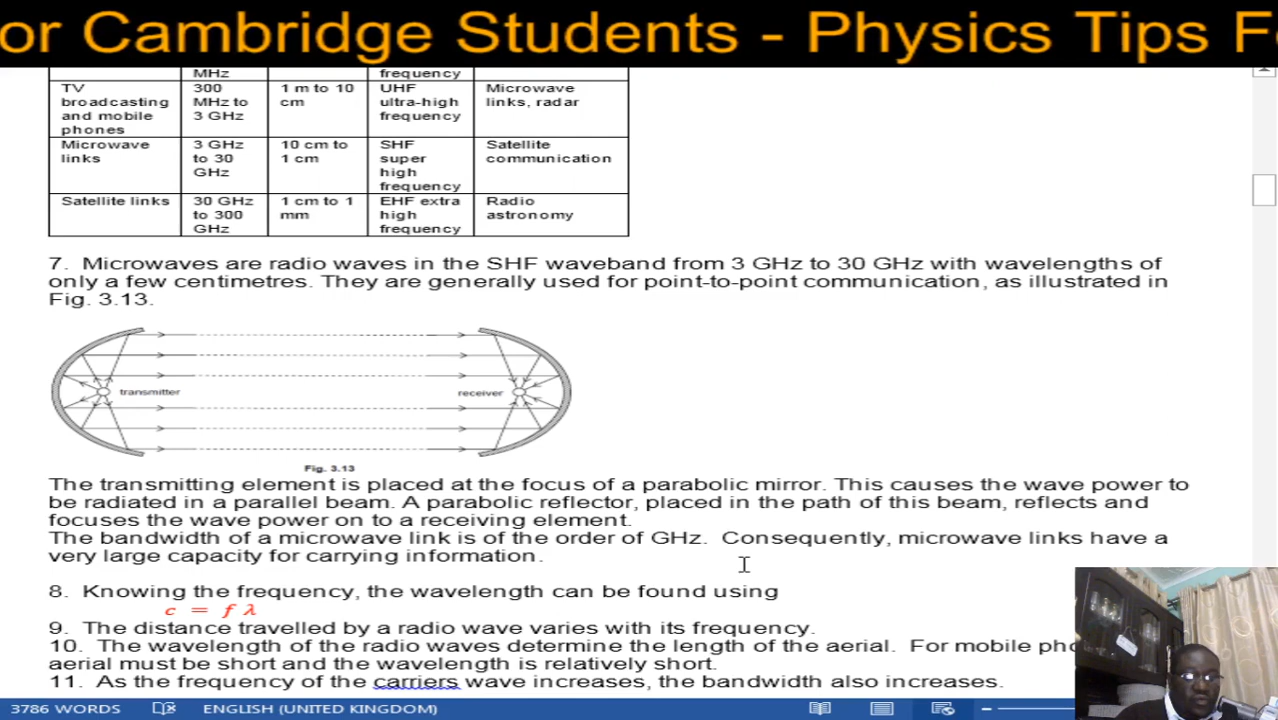 or Cambridge Students - Physics Tips F
MHz
frequency
TV broadcasting and mobile phones
300 MHz to 3 GHz
1 m to 10 cm
UHF ultra-high frequency
Microwave links, radar
Microwave links
3 GHz to 30 GHz
10 cm to 1 cm
SHF super high frequency
Satellite communication
Satellite links
30 GHz to 300 GHz
1 cm to 1 mm
EHF extra high frequency
Radio astronomy
7. Microwaves are radio waves in the SHF waveband from 3 GHz to 30 GHz with wavelengths of
only a few centimetres. They are generally used for point-to-point communication, as illustrated in
Fig. 3.13.
transmitter
receiver
Fig. 3.13
The transmitting element is placed at the focus of a parabolic mirror. This causes the wave power to
be radiated in a parallel beam. A parabolic reflector, placed in the path of this beam, reflects and
focuses the wave power on to a receiving element.
The bandwidth of a microwave link is of the order of GHz. Consequently, microwave links have a
very large capacity for carrying information.
8. Knowing the frequency, the wavelength can be found using
c = f λ
9. The distance travelled by a radio wave varies with its frequency.
10. The wavelength of the radio waves determine the length of the aerial. For mobile pho
aerial must be short and the wavelength is relatively short.
11. As the frequency of the carriers wave increases, the bandwidth also increases.
3786 WORDS
ENGLISH (UNITED KINGDOM)